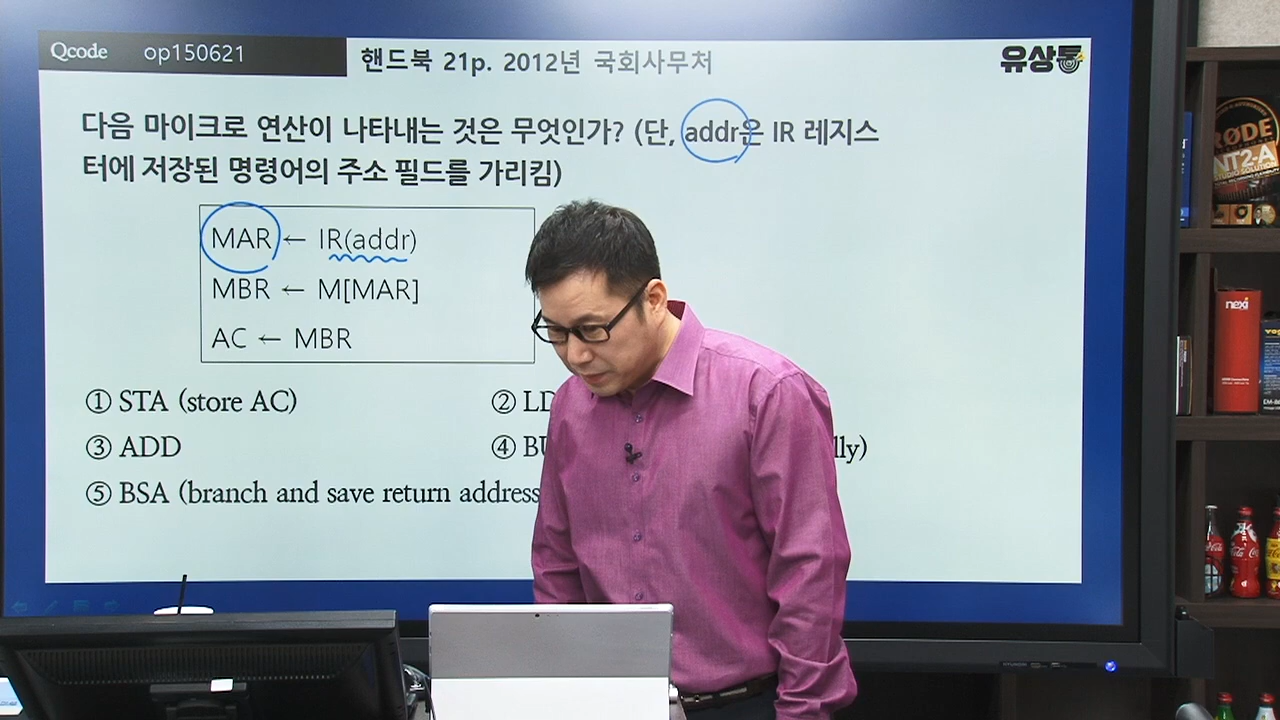 Qcode op150621
핸드북 21p. 2012년 국회사무처
유상통
다음 마이크로 연산이 나타내는 것은 무엇인가? (단, addr은 IR 레지스
터에 저장된 명령어의 주소 필드를 가리킴)
MAR ← IR(addr)
MBR ← M[MAR]
AC ← MBR
① STA (store AC)
②
③ ADD
④
lly)
⑤ BSA (branch and save return address
RØDE
NT2-A
nexi